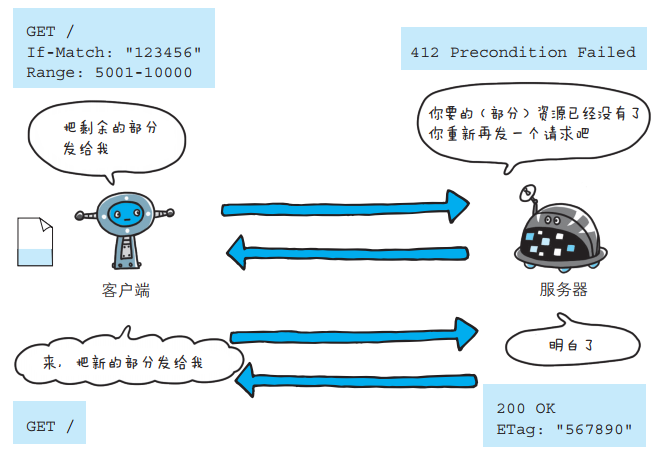 GET /
If-Match: "123456"
Range: 5001-10000
412 Precondition Failed
把剩余的部分
发给我
你要的（部分）资源已经没有了
你重新再发一个请求吧
客户端
服务器
来，把新的部分发给我
明白了
GET /
200 OK
ETag: "567890"